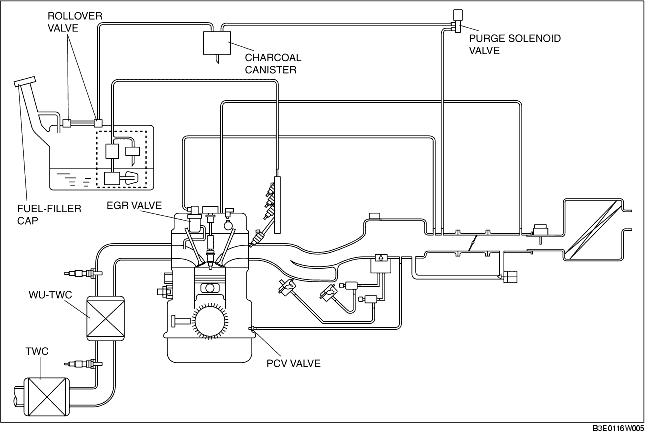 ROLLOVER
VALVE
CHARCOAL
CANISTER
PURGE SOLENOID
VALVE
FUEL-FILLER
CAP
EGR VALVE
WU-TWC
TWC
PCV VALVE
B3E0116W005